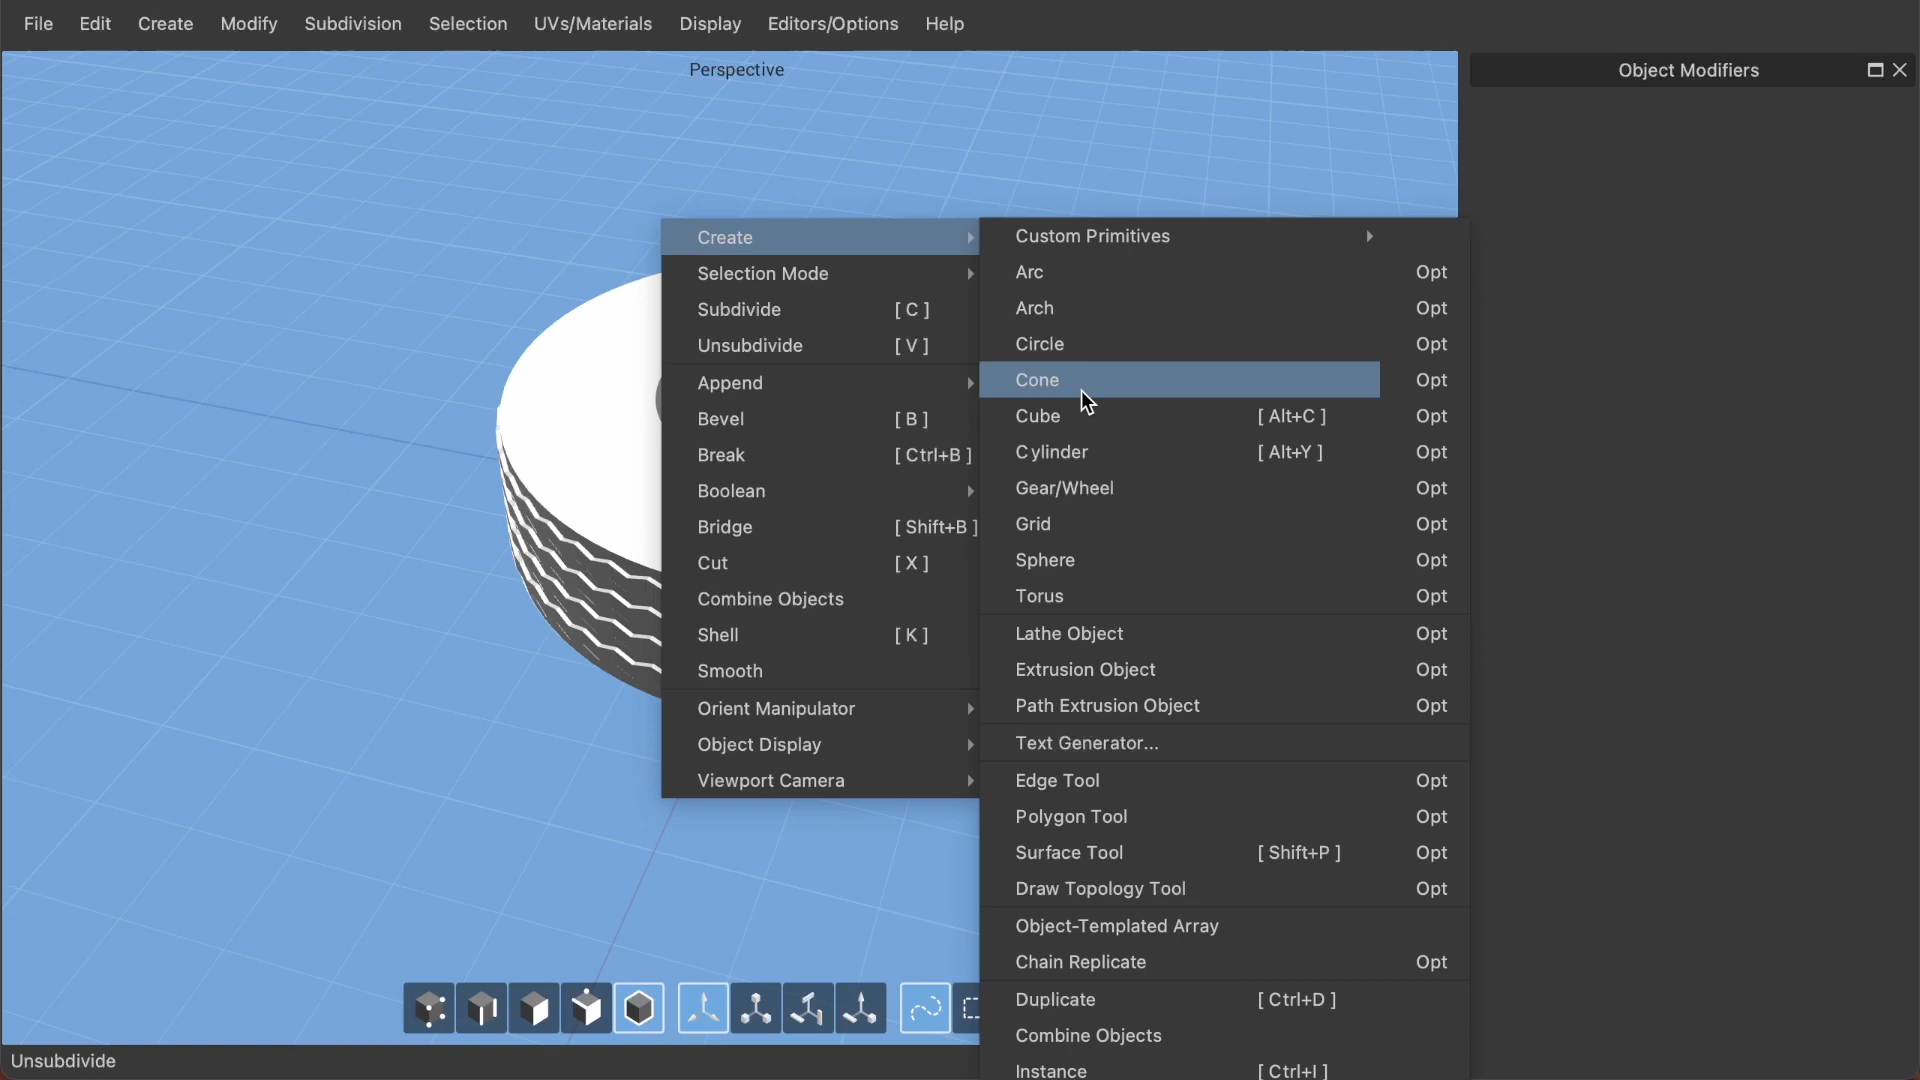 File Edit Create Modify Subdivision Selection UVs/Materials Display Editors/Options Help
Perspective
Object Modifiers
Create
Selection Mode
Subdivide [ C ]
Unsubdivide [ V ]
Append
Bevel [ B ]
Break [ Ctrl+B ]
Boolean
Bridge [ Shift+B ]
Cut [ X ]
Combine Objects
Shell [ K ]
Smooth
Orient Manipulator
Object Display
Viewport Camera
Custom Primitives
Arc Opt
Arch Opt
Circle Opt
Cone Opt
Cube [ Alt+C ] Opt
Cylinder [ Alt+Y ] Opt
Gear/Wheel Opt
Grid Opt
Sphere Opt
Torus Opt
Lathe Object Opt
Extrusion Object Opt
Path Extrusion Object Opt
Text Generator...
Edge Tool Opt
Polygon Tool Opt
Surface Tool [ Shift+P ] Opt
Draw Topology Tool Opt
Object-Templated Array
Chain Replicate Opt
Duplicate [ Ctrl+D ]
Combine Objects
Instance [ Ctrl+I ]
Unsubdivide